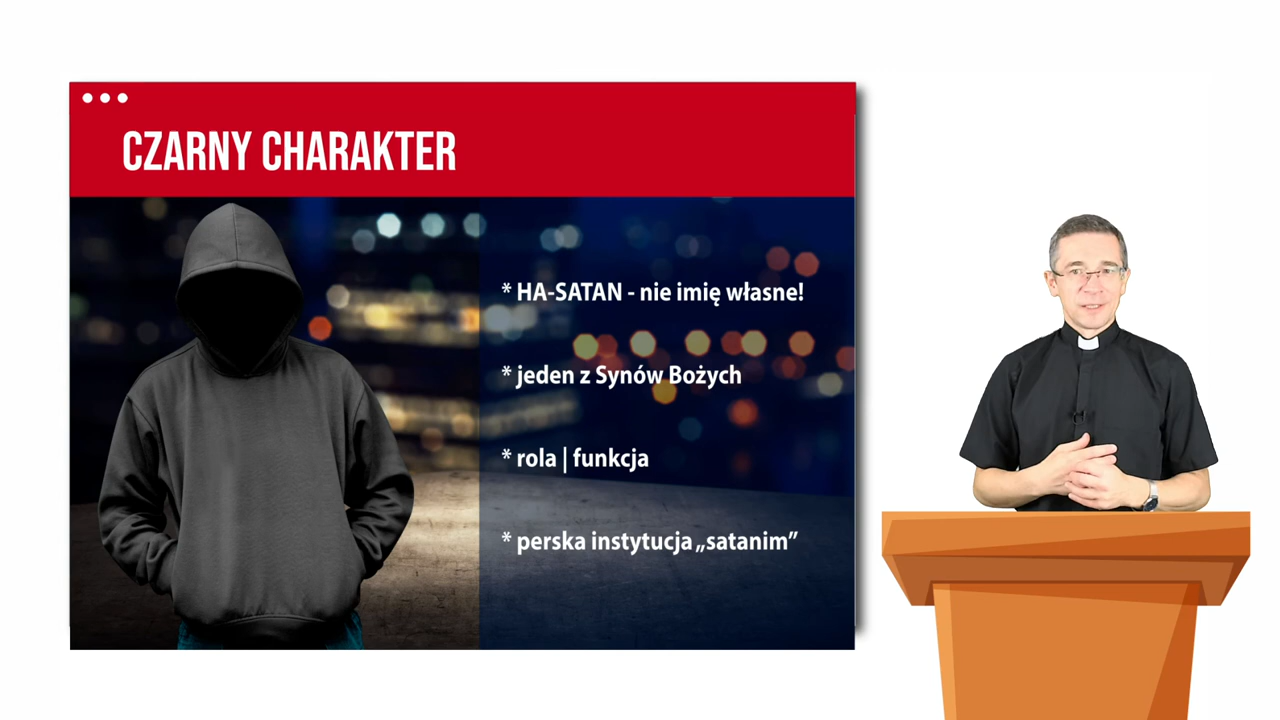 CZARNY CHARAKTER
* HA-SATAN - nie imię własne!
* jeden z Synów Bożych
* rola | funkcja
* perska instytucja „satanim”